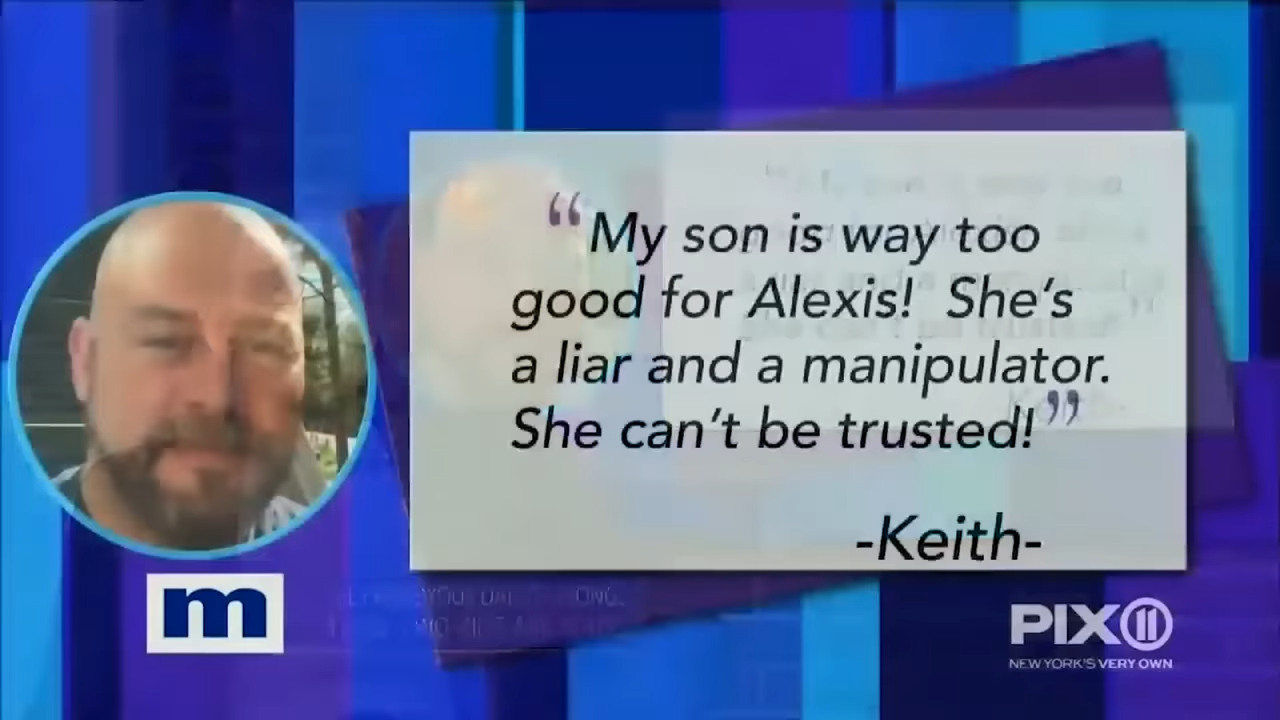 “My son is way too
good for Alexis! She’s
a liar and a manipulator.
She can’t be trusted!”
-Keith-
m
PIX11
NEW YORK'S VERY OWN